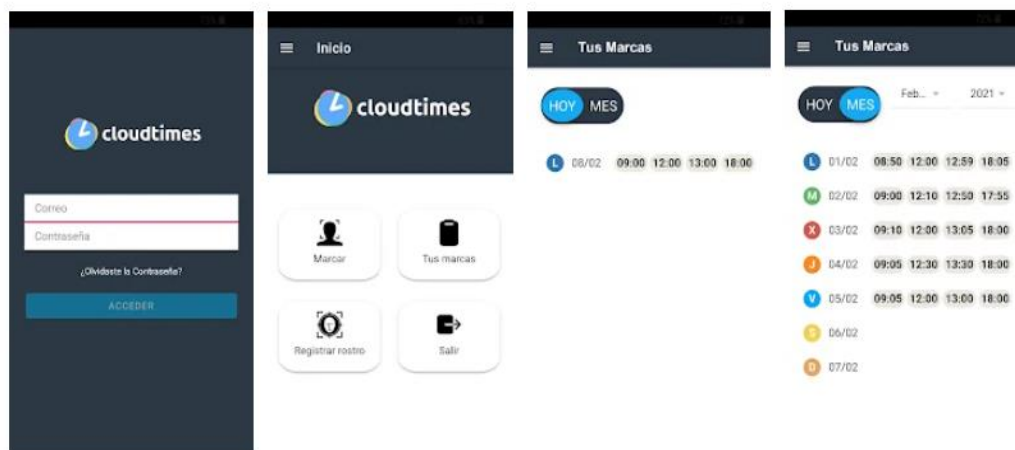 cloudtimes
Correo
Contraseña
¿Olvidaste la Contraseña?
ACCEDER
Inicio
cloudtimes
Marcar
Tus marcas
Registrar rostro
Salir
Tus Marcas
HOY MES
L 08/02 09:00 12:00 13:00 18:00
Tus Marcas
HOY MES Feb... 2021
L 01/02 08:50 12:00 12:59 18:05
M 02/02 09:00 12:10 12:50 17:55
X 03/02 09:10 12:00 13:05 18:00
J 04/02 09:05 12:30 13:30 18:00
V 05/02 09:05 12:00 13:00 18:00
S 06/02
D 07/02